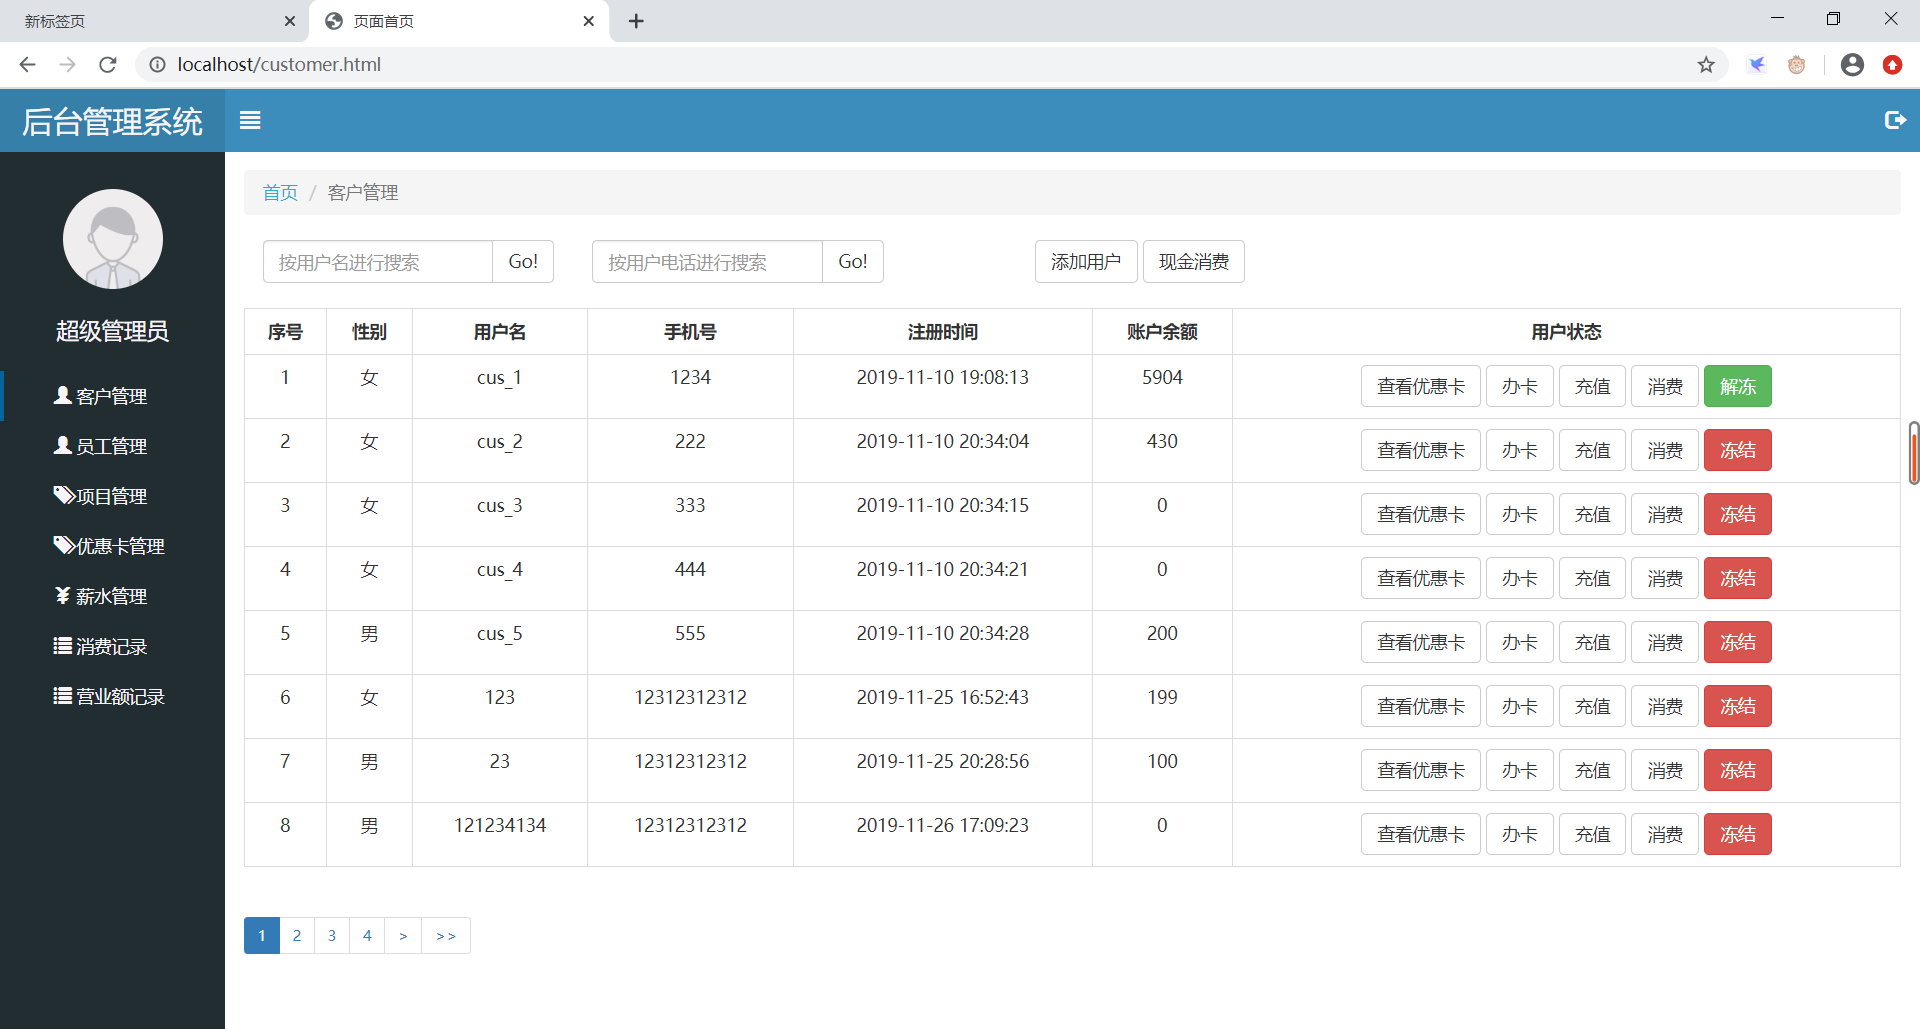 新标签页
页面首页
localhost/customer.html
后台管理系统
超级管理员
客户管理
员工管理
项目管理
优惠卡管理
薪水管理
消费记录
营业额记录
首页 / 客户管理
按用户名进行搜索 Go! 按用户电话进行搜索 Go! 添加用户 现金消费
序号 性别 用户名 手机号 注册时间 账户余额 用户状态
1 女 cus_1 1234 2019-11-10 19:08:13 5904 查看优惠卡 办卡 充值 消费 解冻
2 女 cus_2 222 2019-11-10 20:34:04 430 查看优惠卡 办卡 充值 消费 冻结
3 女 cus_3 333 2019-11-10 20:34:15 0 查看优惠卡 办卡 充值 消费 冻结
4 女 cus_4 444 2019-11-10 20:34:21 0 查看优惠卡 办卡 充值 消费 冻结
5 男 cus_5 555 2019-11-10 20:34:28 200 查看优惠卡 办卡 充值 消费 冻结
6 女 123 12312312312 2019-11-25 16:52:43 199 查看优惠卡 办卡 充值 消费 冻结
7 男 23 12312312312 2019-11-25 20:28:56 100 查看优惠卡 办卡 充值 消费 冻结
8 男 121234134 12312312312 2019-11-26 17:09:23 0 查看优惠卡 办卡 充值 消费 冻结
1 2 3 4 > >>